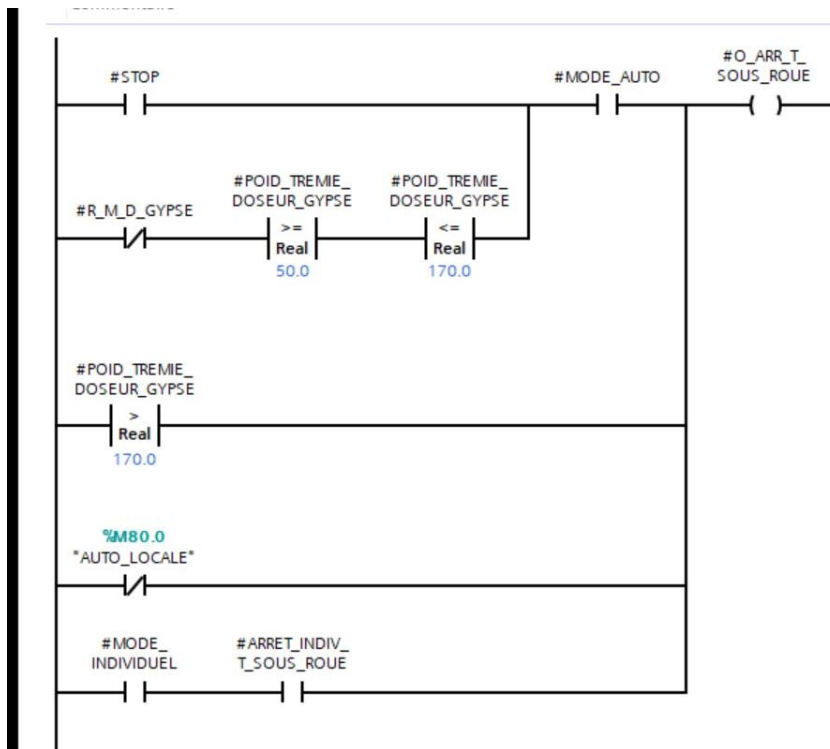 #STOP
#MODE_AUTO
#O_ARR_T_
SOUS_ROUE
#R_M_D_GYPSE
#POID_TREMIE_
DOSEUR_GYPSE
>=
Real
50.0
#POID_TREMIE_
DOSEUR_GYPSE
<=
Real
170.0
#POID_TREMIE_
DOSEUR_GYPSE
>
Real
170.0
%M80.0
"AUTO_LOCALE"
#MODE_
INDIVIDUEL
#ARRET_INDIV_
T_SOUS_ROUE